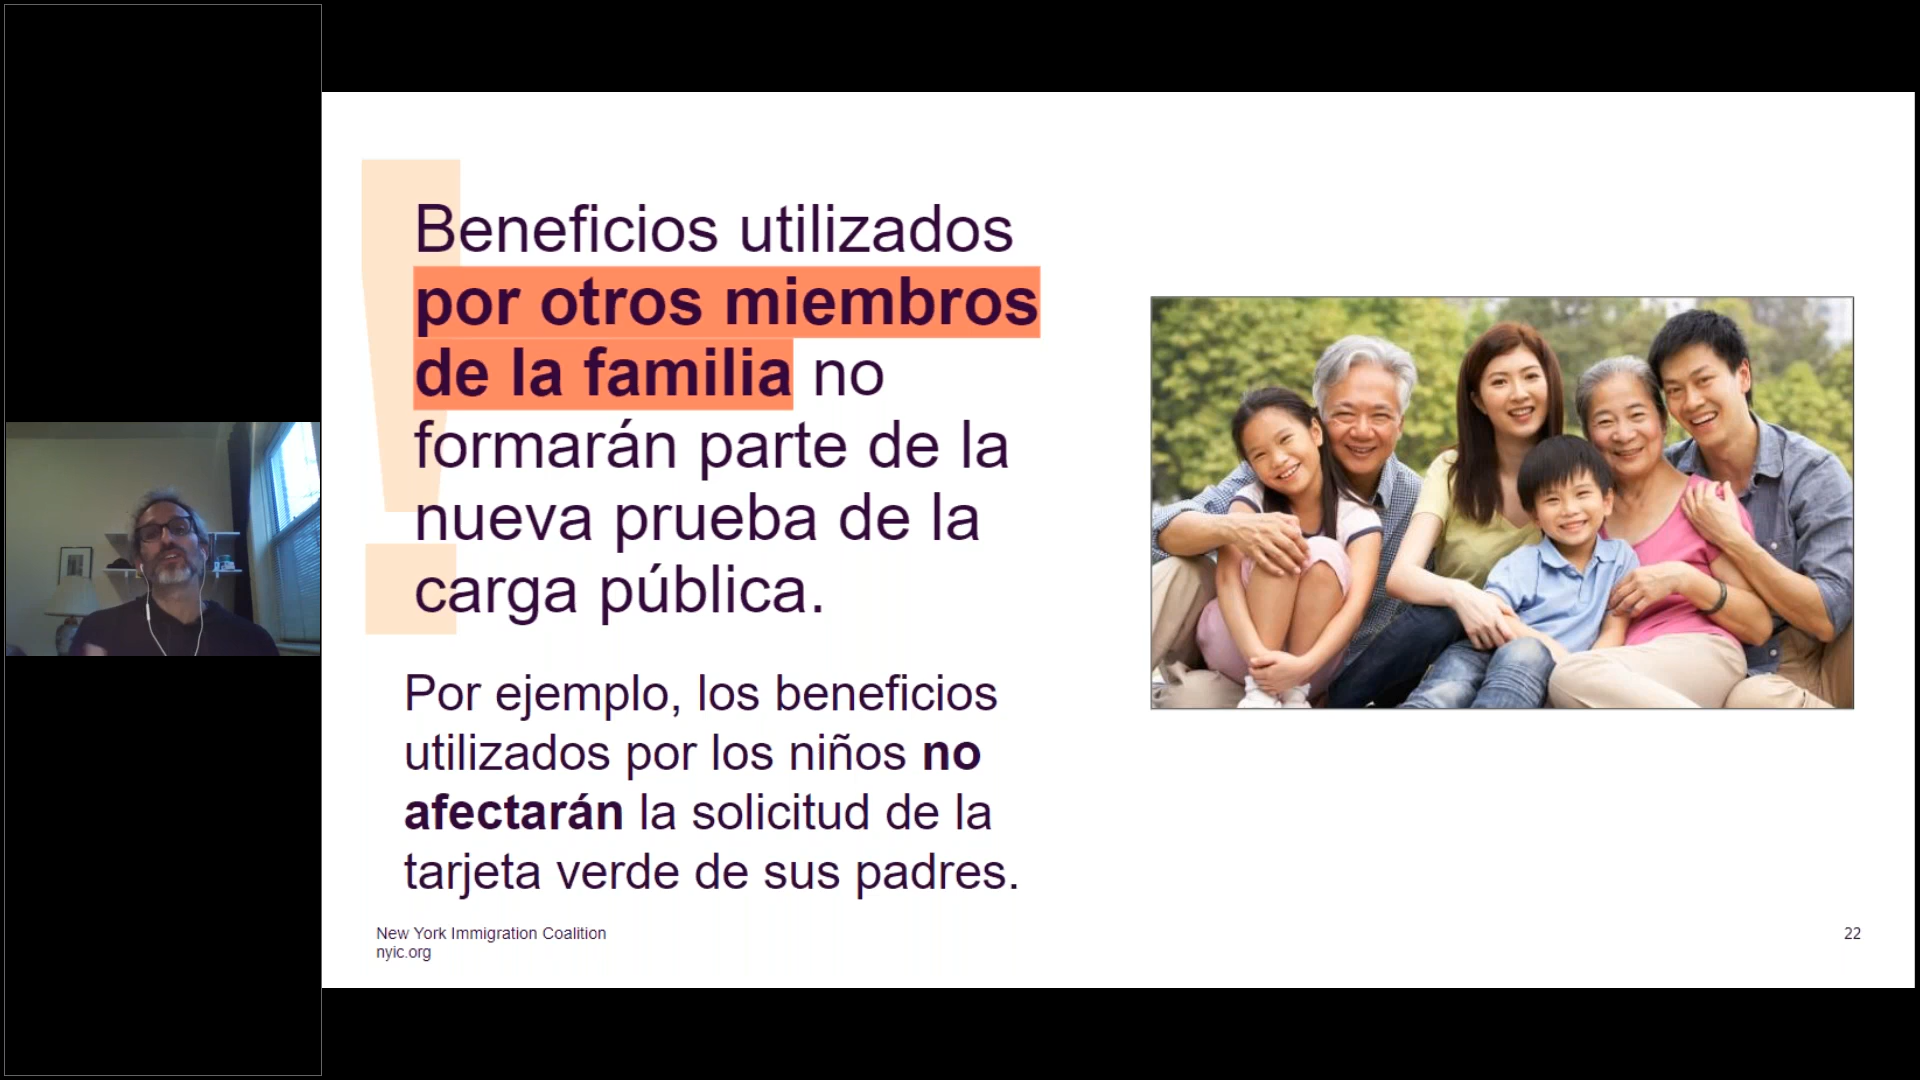 Beneficios utilizados
por otros miembros
de la familia no
formarán parte de la
nueva prueba de la
carga pública.
Por ejemplo, los beneficios
utilizados por los niños no
afectarán la solicitud de la
tarjeta verde de sus padres.
New York Immigration Coalition
nyic.org
22